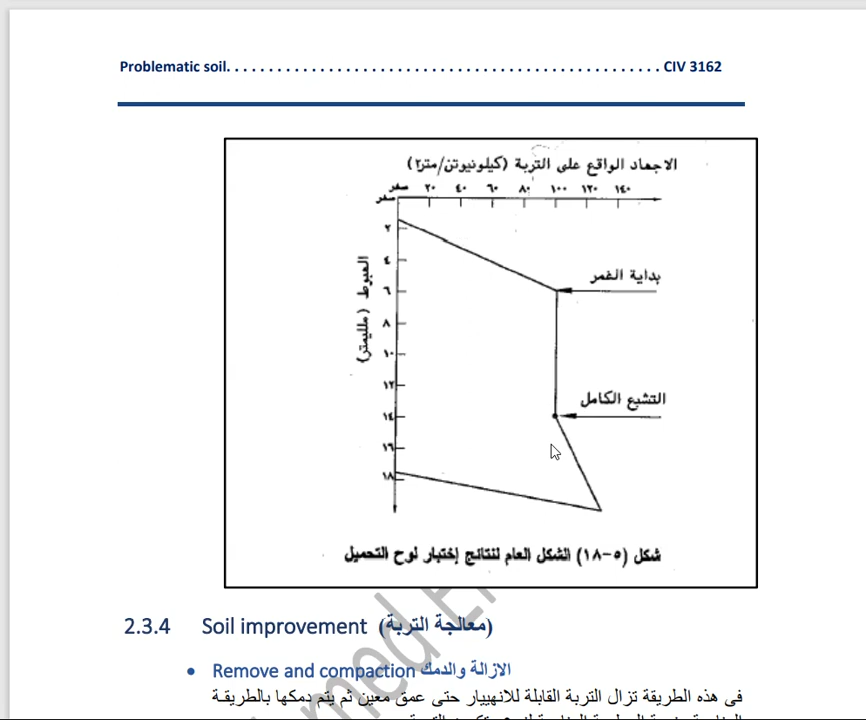 Problematic soil. . . . . . . . . . . . . . . . . . . . . . . . . . . . . . . . . . . . . . . . . . . . . . . . . . . . CIV 3162
الاجهاد الواقع على التربة (كيلونيوتن/متر٢)
صفر ٢٠ ٤٠ ٦٠ ٨٠ ١٠٠ ١٢٠ ١٤٠
صفر
٢
٤
٦
٨
١٠
١٢
١٤
١٦
١٨
الهبوط (ملليمتر)
بداية الغمر
التشبع الكامل
شكل (٥-١٨) الشكل العام لنتائج إختبار لوح التحميل
2.3.4 Soil improvement (معالجة التربة)
• Remove and compaction الازالة والدمك
فى هذه الطريقة تزال التربة القابلة للانهييار حتى عمق معين ثم يتم دمكها بالطريقة